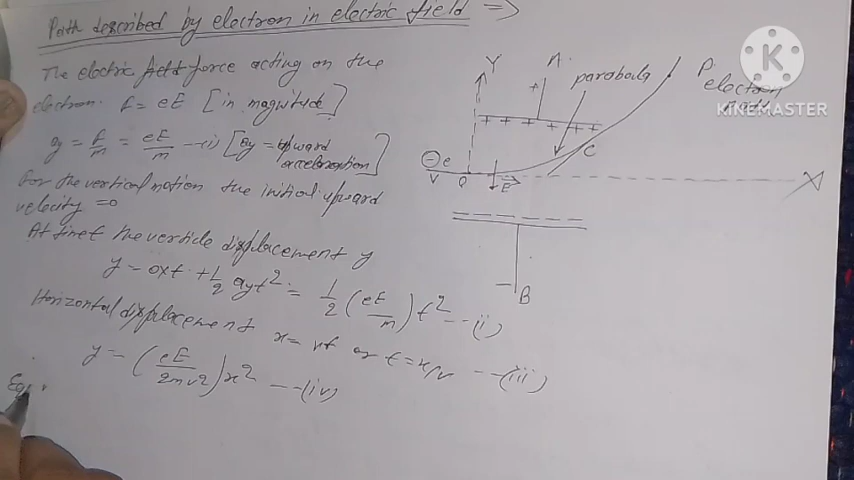 Path described by electron in electric field ⇒
The electric field force acting on the
electron. F = eE [in magnitude]
ay = F/m = eE/m --(i) [ay = upward acceleration]
For the vertical motion the initial upward
velocity = 0
At time t the verticle displacement y
y = 0xt + 1/2 ayt² = 1/2 (eE/m) t² --(ii)
Horizontal displacement x = vt or t = x/v --(iii)
y = (eE/2mv²) x² --(iv)
Eqn
Y
A
+
parabola
P
electron
path
K
KINEMASTER
+ + + + + + + +
e
V
O
E
C
X
B